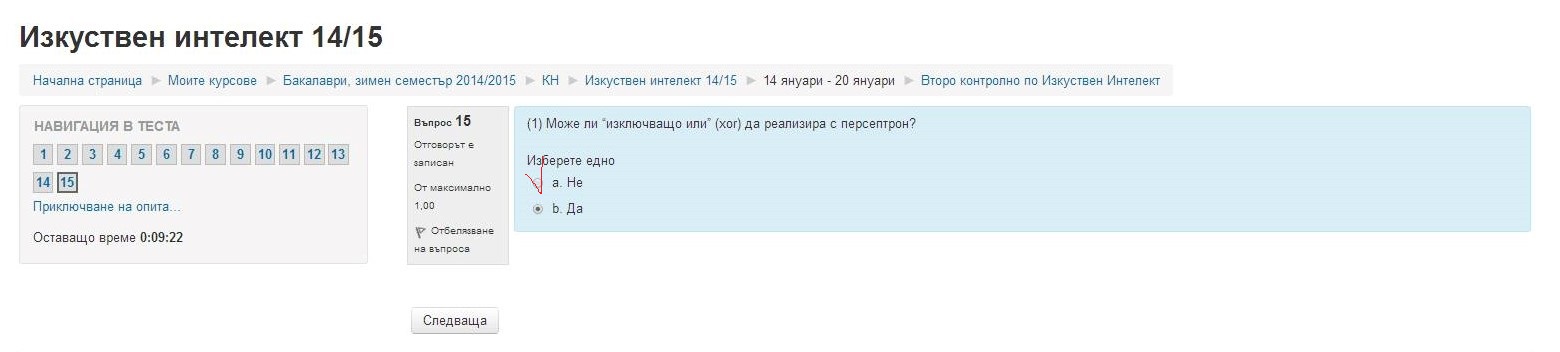 Изкуствен интелект 14/15
Начална страница ► Моите курсове ► Бакалаври, зимен семестър 2014/2015 ► КН ► Изкуствен интелект 14/15 ► 14 януари - 20 януари ► Второ контролно по Изкуствен Интелект
НАВИГАЦИЯ В ТЕСТА
1 2 3 4 5 6 7 8 9 10 11 12 13
14 15
Приключване на опита...
Оставащо време 0:09:22
Въпрос 15
Отговорът е
записан
От максимално
1,00
Отбелязване
на въпроса
(1) Може ли “изключващо или” (xor) да реализира с персептрон?
Изберете едно
a. Не
b. Да
Следваща